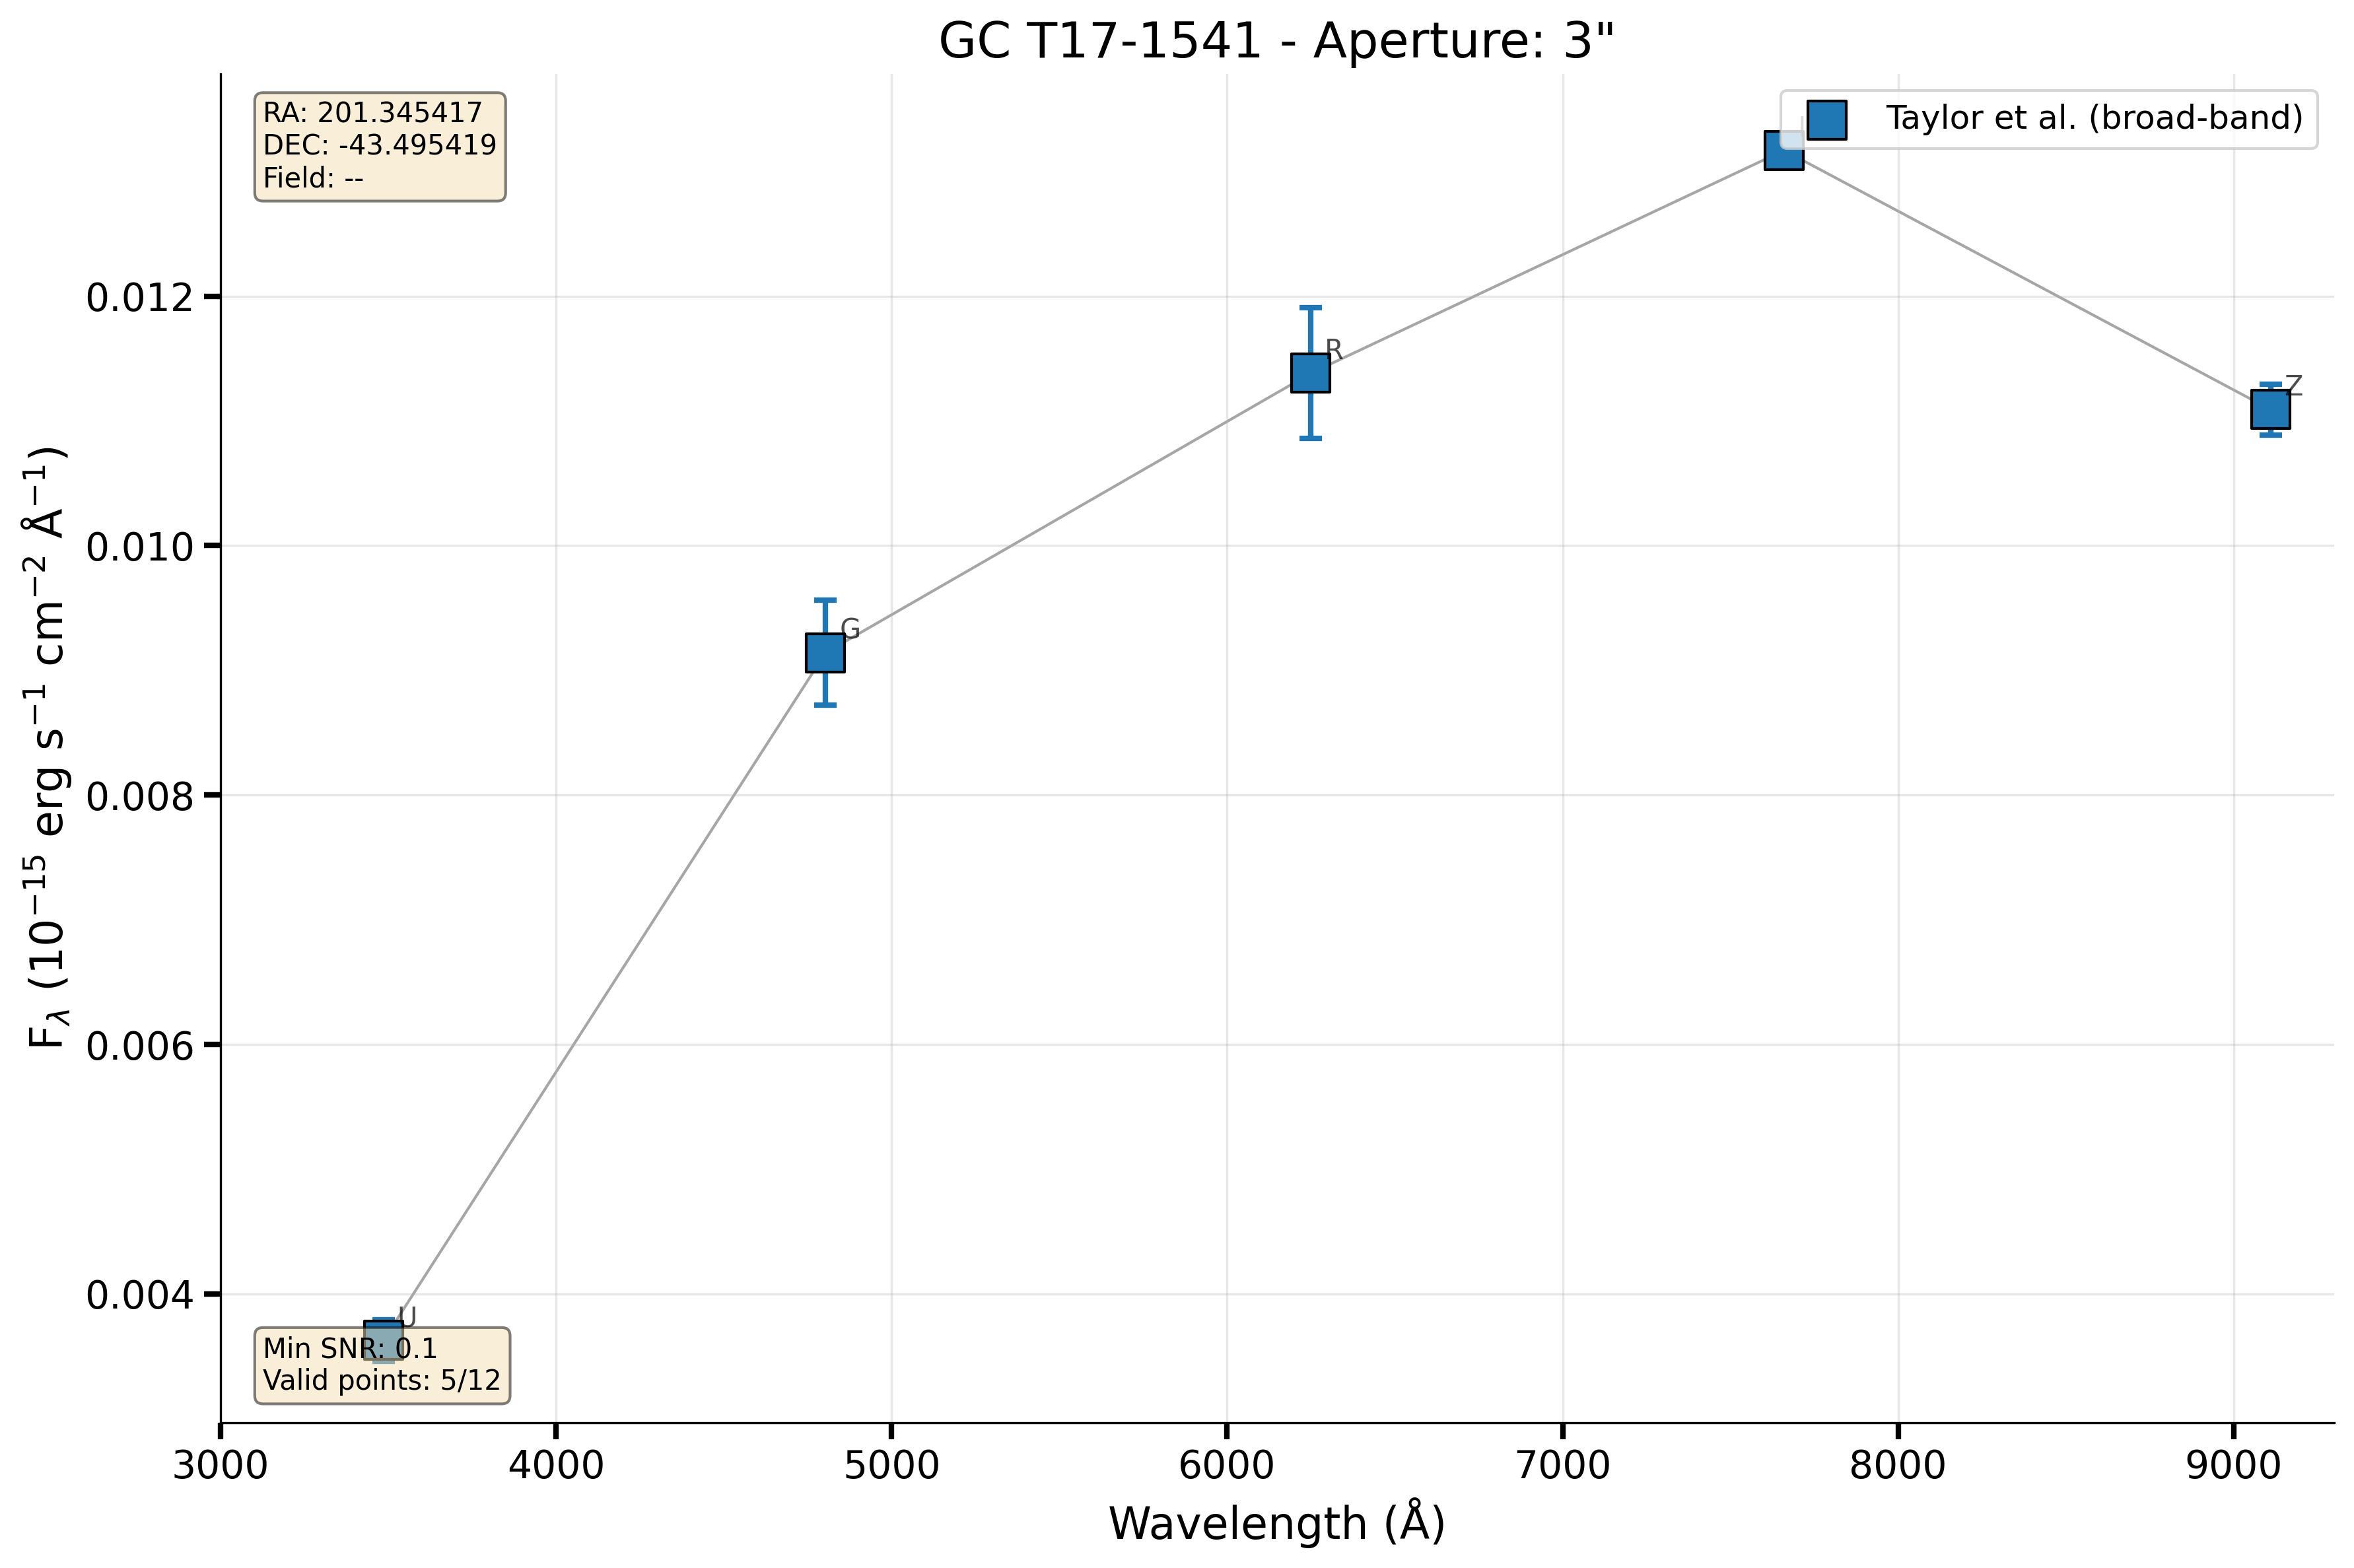 GC T17-1541 - Aperture: 3"
RA: 201.345417
DEC: -43.495419
Field: --
Taylor et al. (broad-band)
R
Z
G
U
Min SNR: 0.1
Valid points: 5/12
0.012
0.010
0.008
0.006
0.004
F_λ (10⁻¹⁵ erg s⁻¹ cm⁻² Å⁻¹)
3000 4000 5000 6000 7000 8000 9000
Wavelength (Å)